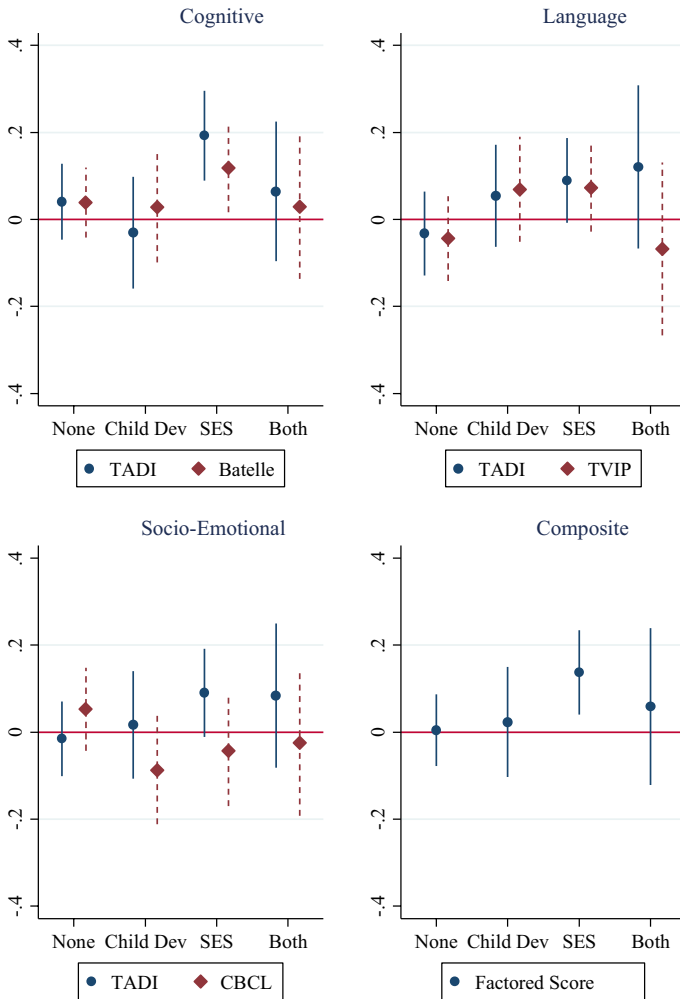 Cognitive
.4
.2
0
-.2
-.4
None Child Dev SES Both
TADI Batelle
Language
.4
.2
0
-.2
-.4
None Child Dev SES Both
TADI TVIP
Socio-Emotional
.4
.2
0
-.2
-.4
None Child Dev SES Both
TADI CBCL
Composite
.4
.2
0
-.2
-.4
None Child Dev SES Both
Factored Score